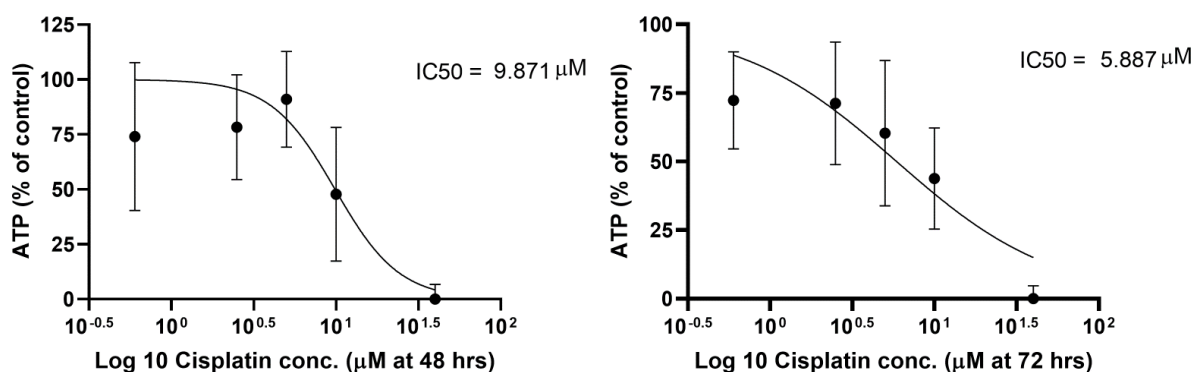 125
100
75
50
25
0
ATP (% of control)
IC50 = 9.871 μM
10^-0.5 10^0 10^0.5 10^1 10^1.5 10^2
Log 10 Cisplatin conc. (μM at 48 hrs)
100
75
50
25
0
ATP (% of control)
IC50 = 5.887 μM
10^-0.5 10^0 10^0.5 10^1 10^1.5 10^2
Log 10 Cisplatin conc. (μM at 72 hrs)